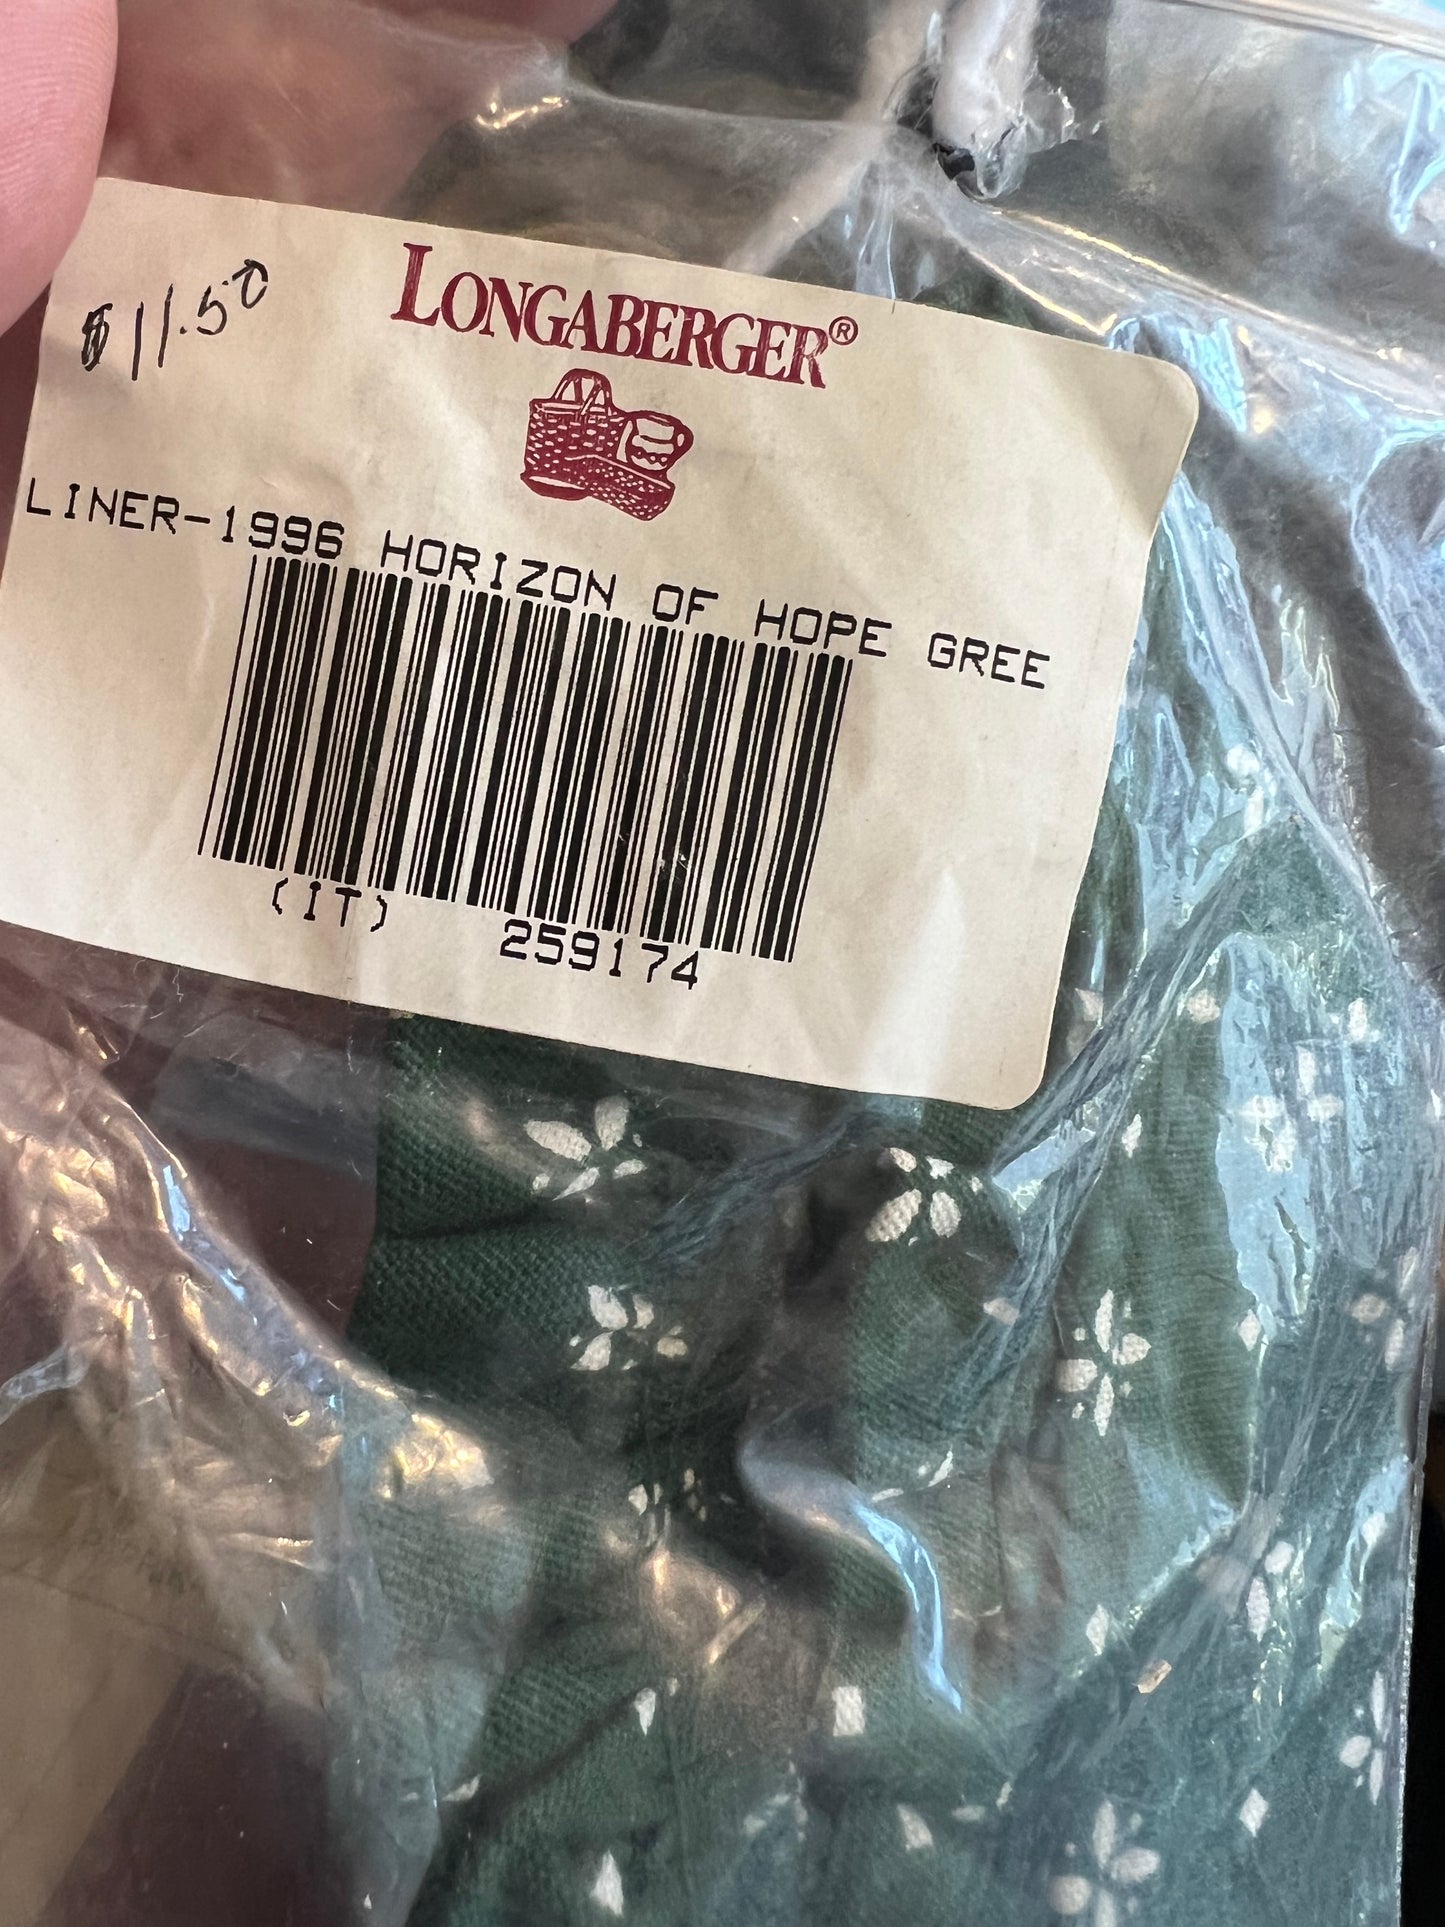 $11.50
LONGABERGER®
LINER-1996 HORIZON OF HOPE GREE
(IT) 259174